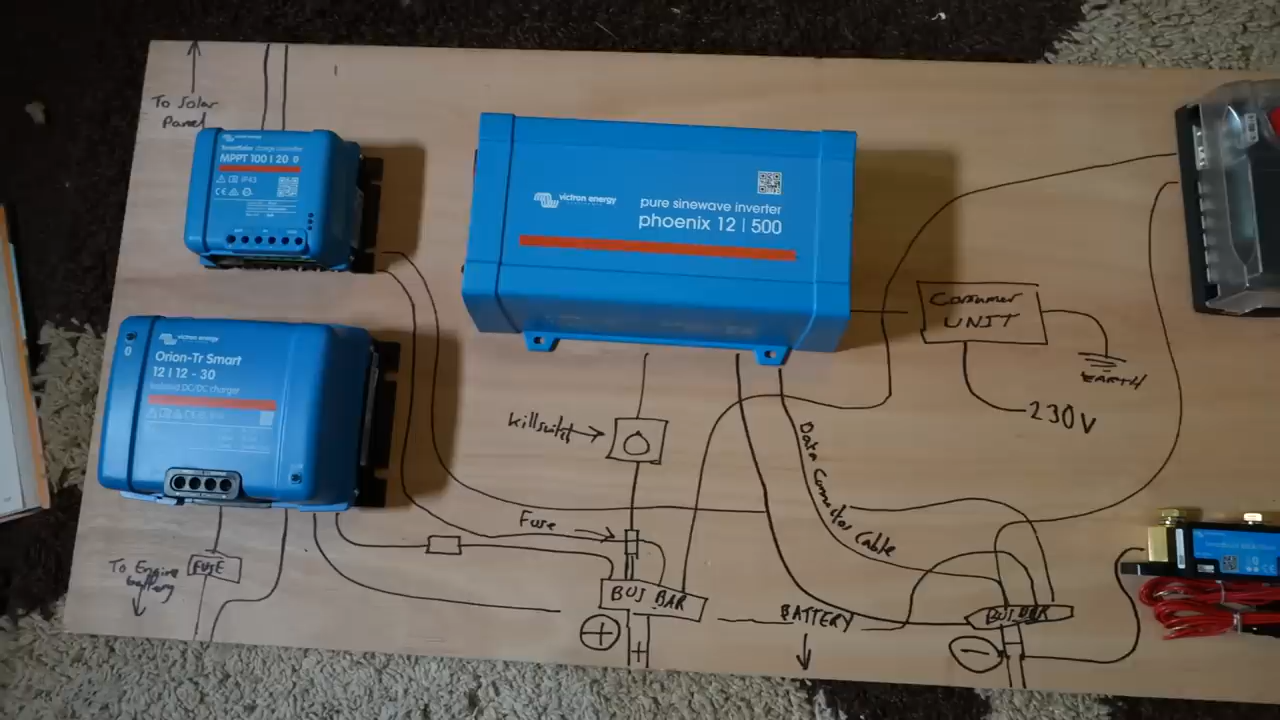 To Solar
Panel
victron energy
MPPT 100 | 20
IP43
victron energy
pure sinewave inverter
phoenix 12 | 500
Consumer
UNIT
EARTH
230V
victron energy
Orion-Tr Smart
12 | 12 - 30
Isolated DC/DC charger
Killswitch
Data Connector Cable
Fuse
FUSE
To Engine
battery
BUS BAR
+
+
BATTERY
BUS BAR
−